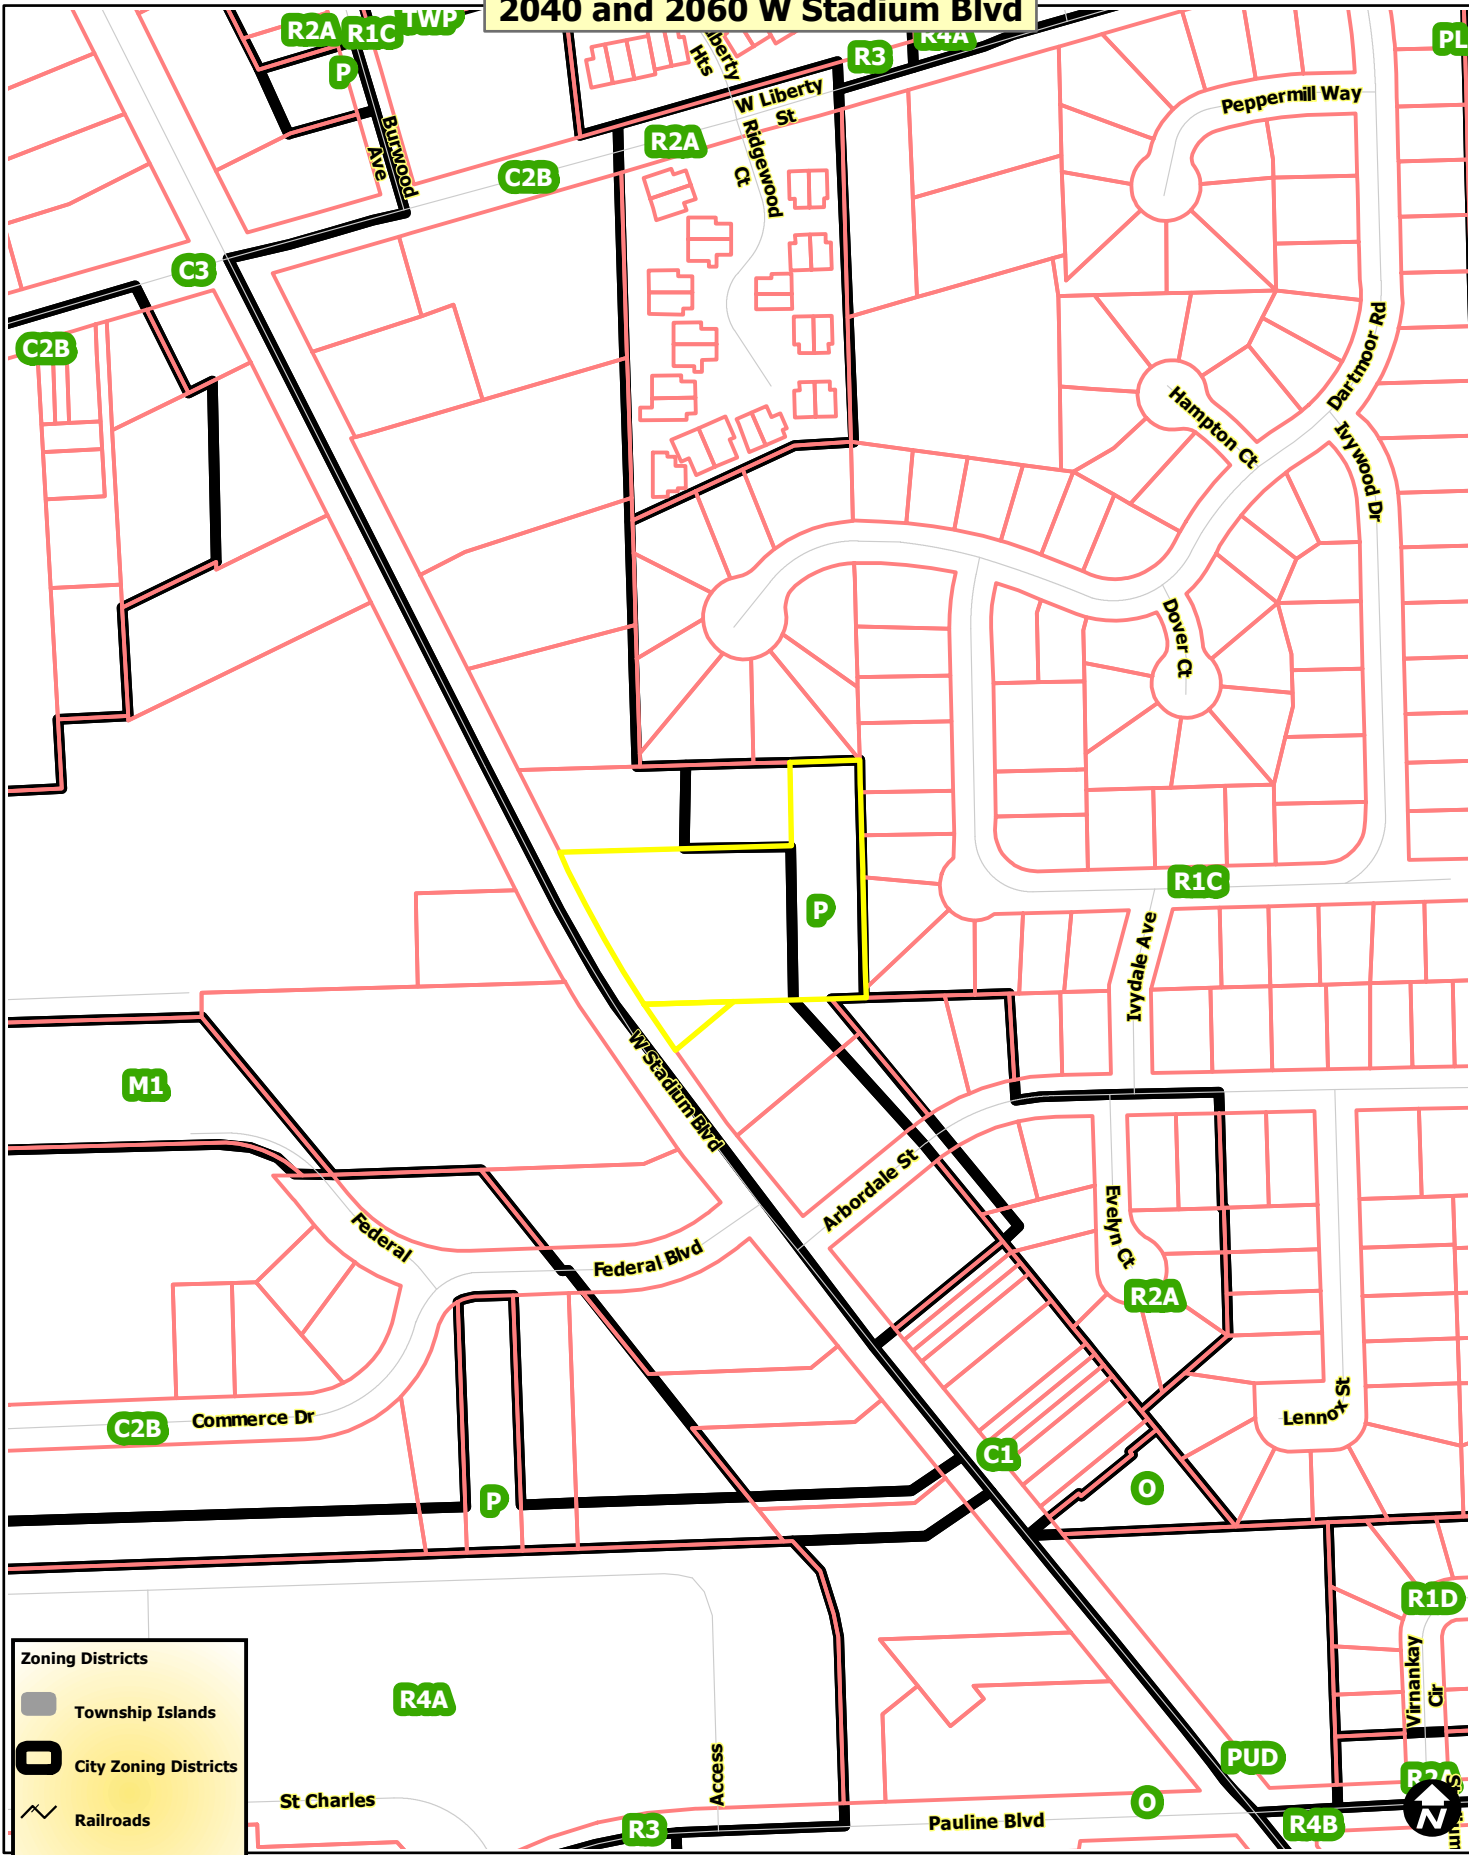 2040 and 2060 W Stadium Blvd
R2A
R1C
TWP
P
R3
R4A
PL
Liberty
Hts
W Liberty
St
Peppermill Way
Burwood
Ave
R2A
Ridgewood
Ct
C2B
C3
C2B
Dartmoor Rd
Hampton Ct
Ivywood Dr
Dover Ct
R1C
P
Ivydale Ave
W Stadium Blvd
M1
Arbordale St
Evelyn Ct
Federal
Federal Blvd
R2A
Lennox St
C2B
Commerce Dr
C1
O
P
R1D
Virnankay
Cir
Zoning Districts
Township Islands
City Zoning Districts
Railroads
R4A
Access
PUD
R2A
St Charles
R3
Pauline Blvd
O
R4B
N